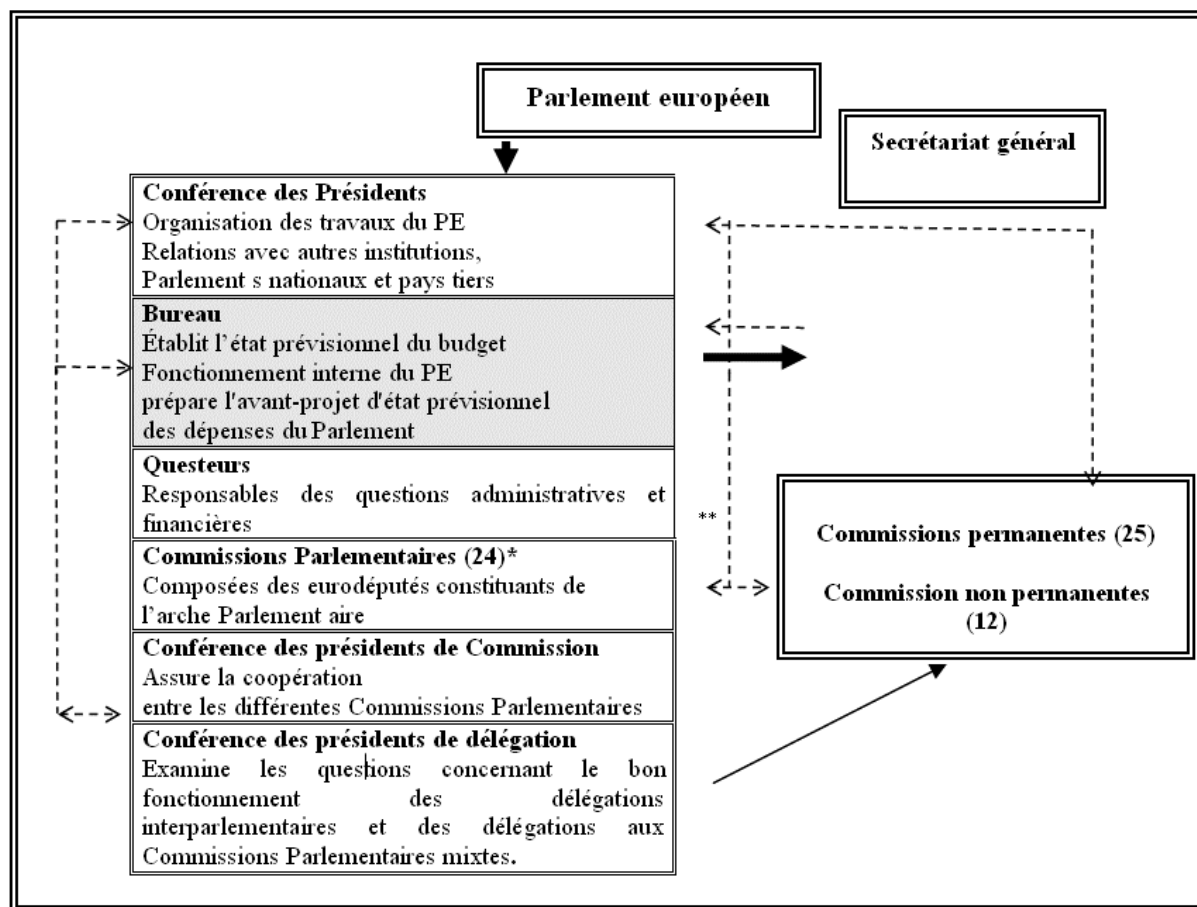 Parlement européen
Secrétariat général
Conférence des Présidents
Organisation des travaux du PE
Relations avec autres institutions,
Parlement s nationaux et pays tiers
Bureau
Établit l'état prévisionnel du budget
Fonctionnement interne du PE
prépare l'avant-projet d'état prévisionnel
des dépenses du Parlement
Questeurs
Responsables des questions administratives et
financières
**
Commissions Parlementaires (24)*
Composées des eurodéputés constituants de
l'arche Parlement aire
Conférence des présidents de Commission
Assure la coopération
entre les différentes Commissions Parlementaires
Conférence des présidents de délégation
Examine les questions concernant le bon
fonctionnement des délégations
interparlementaires et des délégations aux
Commissions Parlementaires mixtes.
Commissions permanentes (25)
Commission non permanentes
(12)